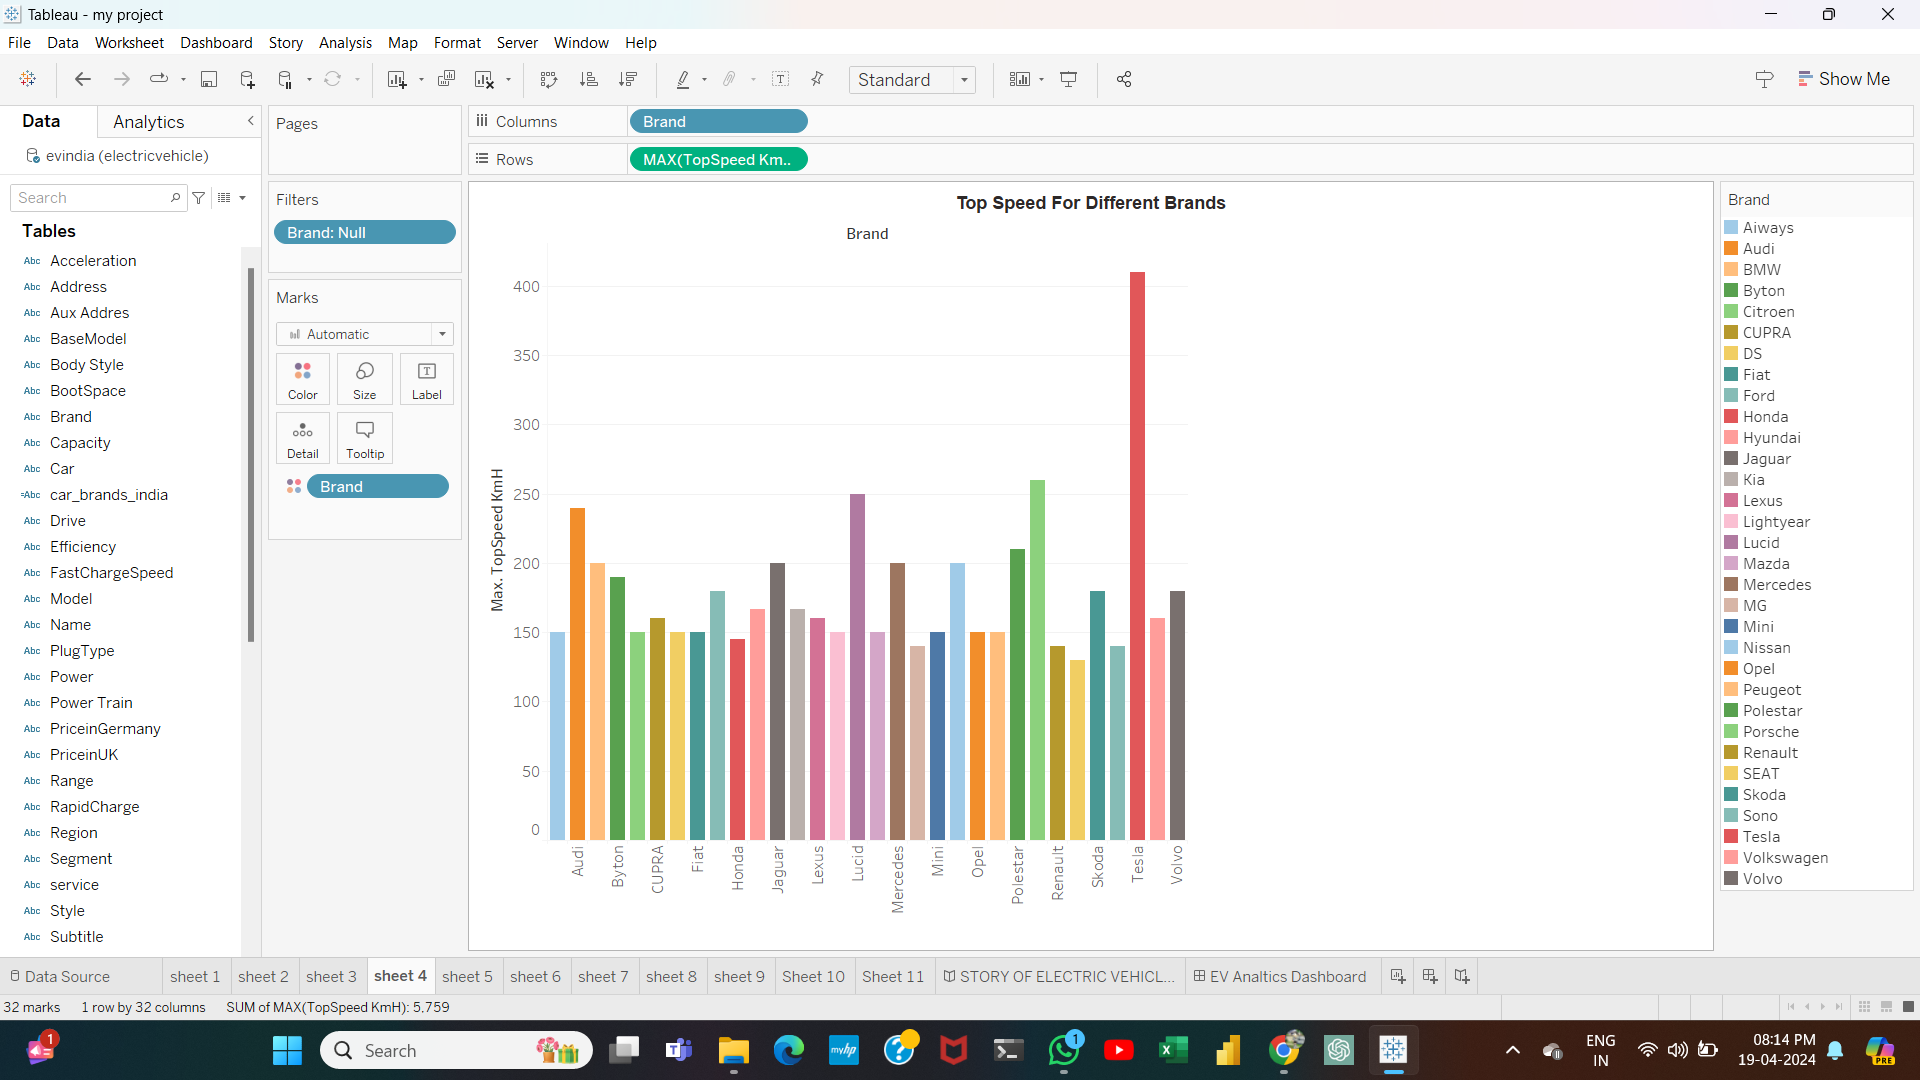 Tableau - my project
File Data Worksheet Dashboard Story Analysis Map Format Server Window Help
Standard
Show Me
Data
Analytics
evindia (electricvehicle)
Search
Tables
Abc Acceleration
Abc Address
Abc Aux Addres
Abc BaseModel
Abc Body Style
Abc BootSpace
Abc Brand
Abc Capacity
Abc Car
=Abc car_brands_india
Abc Drive
Abc Efficiency
Abc FastChargeSpeed
Abc Model
Abc Name
Abc PlugType
Abc Power
Abc Power Train
Abc PriceinGermany
Abc PriceinUK
Abc Range
Abc RapidCharge
Abc Region
Abc Segment
Abc service
Abc Style
Abc Subtitle
Pages
Filters
Brand: Null
Marks
Automatic
Color Size Label
Detail Tooltip
Brand
Columns Brand
Rows MAX(TopSpeed Km..
Top Speed For Different Brands
Brand
Max. TopSpeed KmH
400
350
300
250
200
150
100
50
0
Audi
Byton
CUPRA
Fiat
Honda
Jaguar
Lexus
Lucid
Mercedes
Mini
Opel
Polestar
Renault
Skoda
Tesla
Volvo
Brand
Aiways
Audi
BMW
Byton
Citroen
CUPRA
DS
Fiat
Ford
Honda
Hyundai
Jaguar
Kia
Lexus
Lightyear
Lucid
Mazda
Mercedes
MG
Mini
Nissan
Opel
Peugeot
Polestar
Porsche
Renault
SEAT
Skoda
Sono
Tesla
Volkswagen
Volvo
Data Source sheet 1 sheet 2 sheet 3 sheet 4 sheet 5 sheet 6 sheet 7 sheet 8 sheet 9 Sheet 10 Sheet 11 STORY OF ELECTRIC VEHICL... EV Analtics Dashboard
32 marks 1 row by 32 columns SUM of MAX(TopSpeed KmH): 5,759
1
Search
myhp
1
ENG
IN
08:14 PM
19-04-2024
PRE